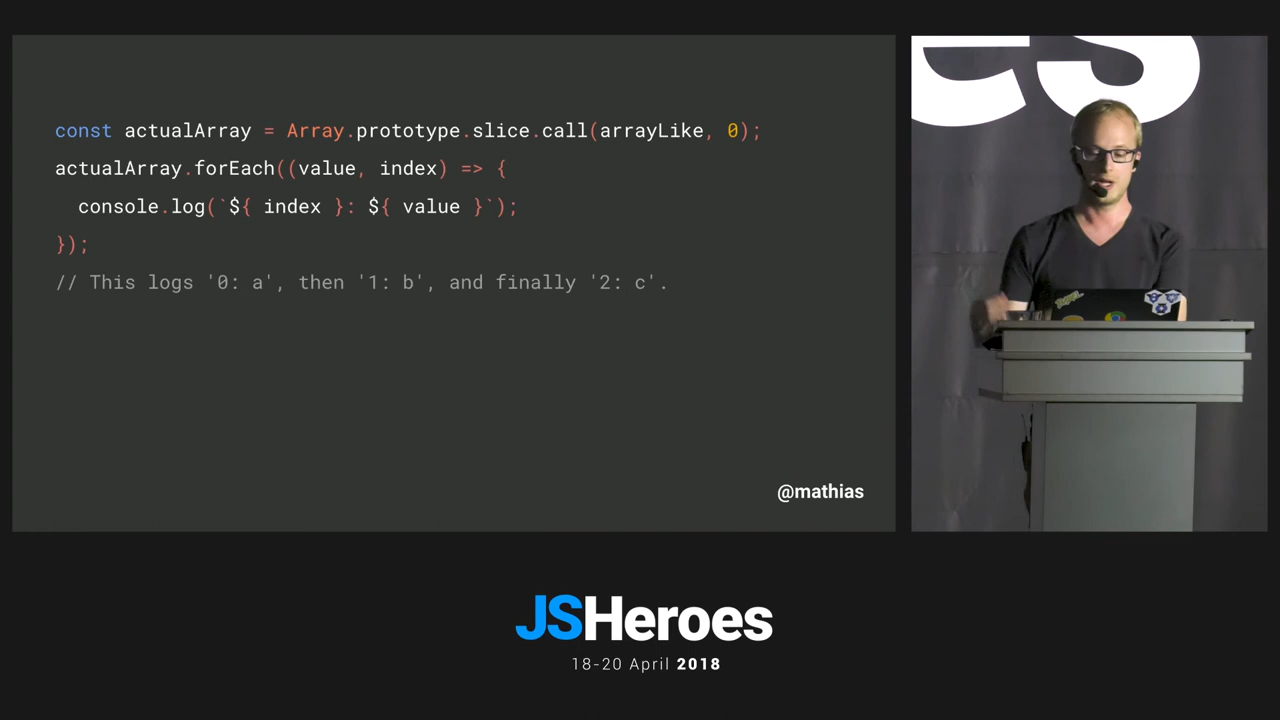 const actualArray = Array.prototype.slice.call(arrayLike, 0);
actualArray.forEach((value, index) => {
  console.log(`${ index }: ${ value }`);
});
// This logs '0: a', then '1: b', and finally '2: c'.
@mathias
es
JSHeroes
18-20 April 2018